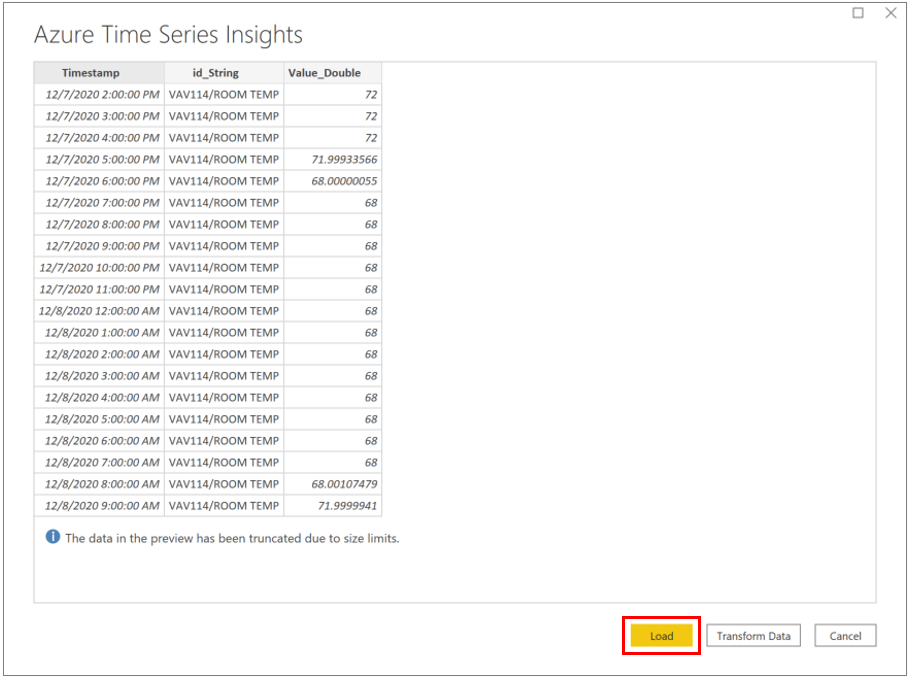 Azure Time Series Insights
Timestamp id_String Value_Double
12/7/2020 2:00:00 PM VAV114/ROOM TEMP 72
12/7/2020 3:00:00 PM VAV114/ROOM TEMP 72
12/7/2020 4:00:00 PM VAV114/ROOM TEMP 72
12/7/2020 5:00:00 PM VAV114/ROOM TEMP 71.99933566
12/7/2020 6:00:00 PM VAV114/ROOM TEMP 68.00000055
12/7/2020 7:00:00 PM VAV114/ROOM TEMP 68
12/7/2020 8:00:00 PM VAV114/ROOM TEMP 68
12/7/2020 9:00:00 PM VAV114/ROOM TEMP 68
12/7/2020 10:00:00 PM VAV114/ROOM TEMP 68
12/7/2020 11:00:00 PM VAV114/ROOM TEMP 68
12/8/2020 12:00:00 AM VAV114/ROOM TEMP 68
12/8/2020 1:00:00 AM VAV114/ROOM TEMP 68
12/8/2020 2:00:00 AM VAV114/ROOM TEMP 68
12/8/2020 3:00:00 AM VAV114/ROOM TEMP 68
12/8/2020 4:00:00 AM VAV114/ROOM TEMP 68
12/8/2020 5:00:00 AM VAV114/ROOM TEMP 68
12/8/2020 6:00:00 AM VAV114/ROOM TEMP 68
12/8/2020 7:00:00 AM VAV114/ROOM TEMP 68
12/8/2020 8:00:00 AM VAV114/ROOM TEMP 68.00107479
12/8/2020 9:00:00 AM VAV114/ROOM TEMP 71.9999941
The data in the preview has been truncated due to size limits.
Load Transform Data Cancel